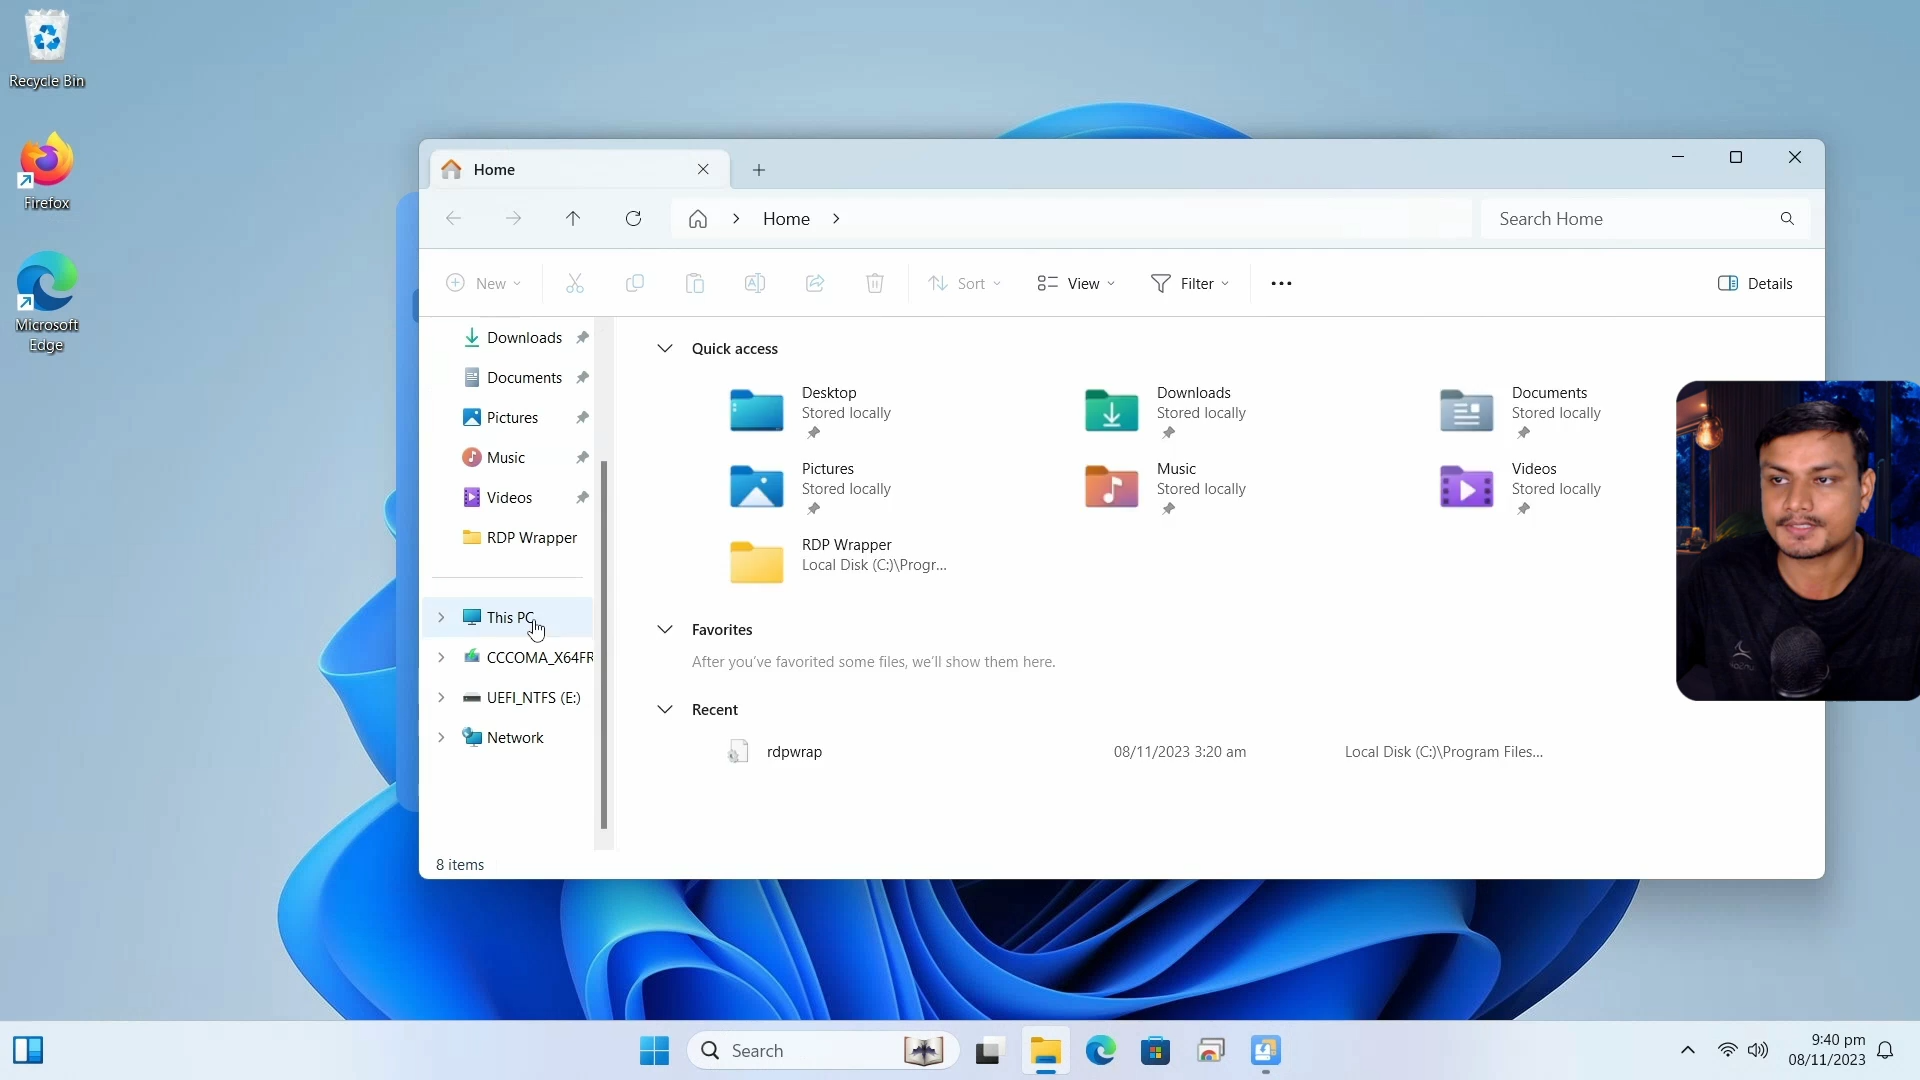 Recycle Bin
Firefox
Microsoft
Edge
Home
Home
Search Home
New
Sort
View
Filter
Details
Downloads
Documents
Pictures
Music
Videos
RDP Wrapper
This PC
CCCOMA_X64FR
UEFI_NTFS (E:)
Network
Quick access
Desktop
Stored locally
Downloads
Stored locally
Documents
Stored locally
Pictures
Stored locally
Music
Stored locally
Videos
Stored locally
RDP Wrapper
Local Disk (C:)\Progr...
Favorites
After you've favorited some files, we'll show them here.
Recent
rdpwrap 08/11/2023 3:20 am Local Disk (C:)\Program Files...
8 items
Search
9:40 pm
08/11/2023